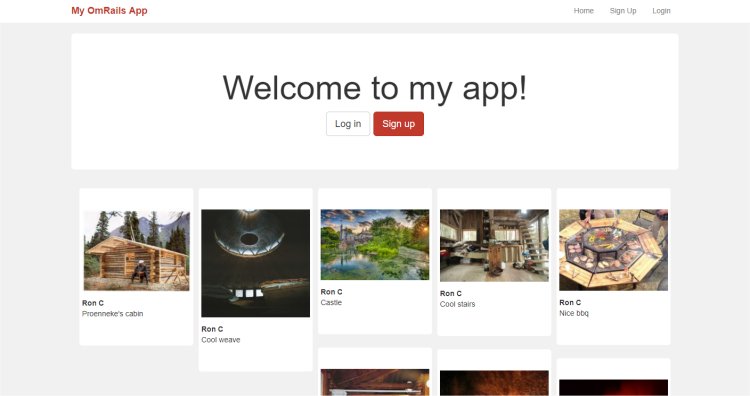 My OmRails App
Home
Sign Up
Login
Welcome to my app!
Log in
Sign up
Ron C
Proenneke's cabin
Ron C
Cool weave
Ron C
Castle
Ron C
Cool stairs
Ron C
Nice bbq